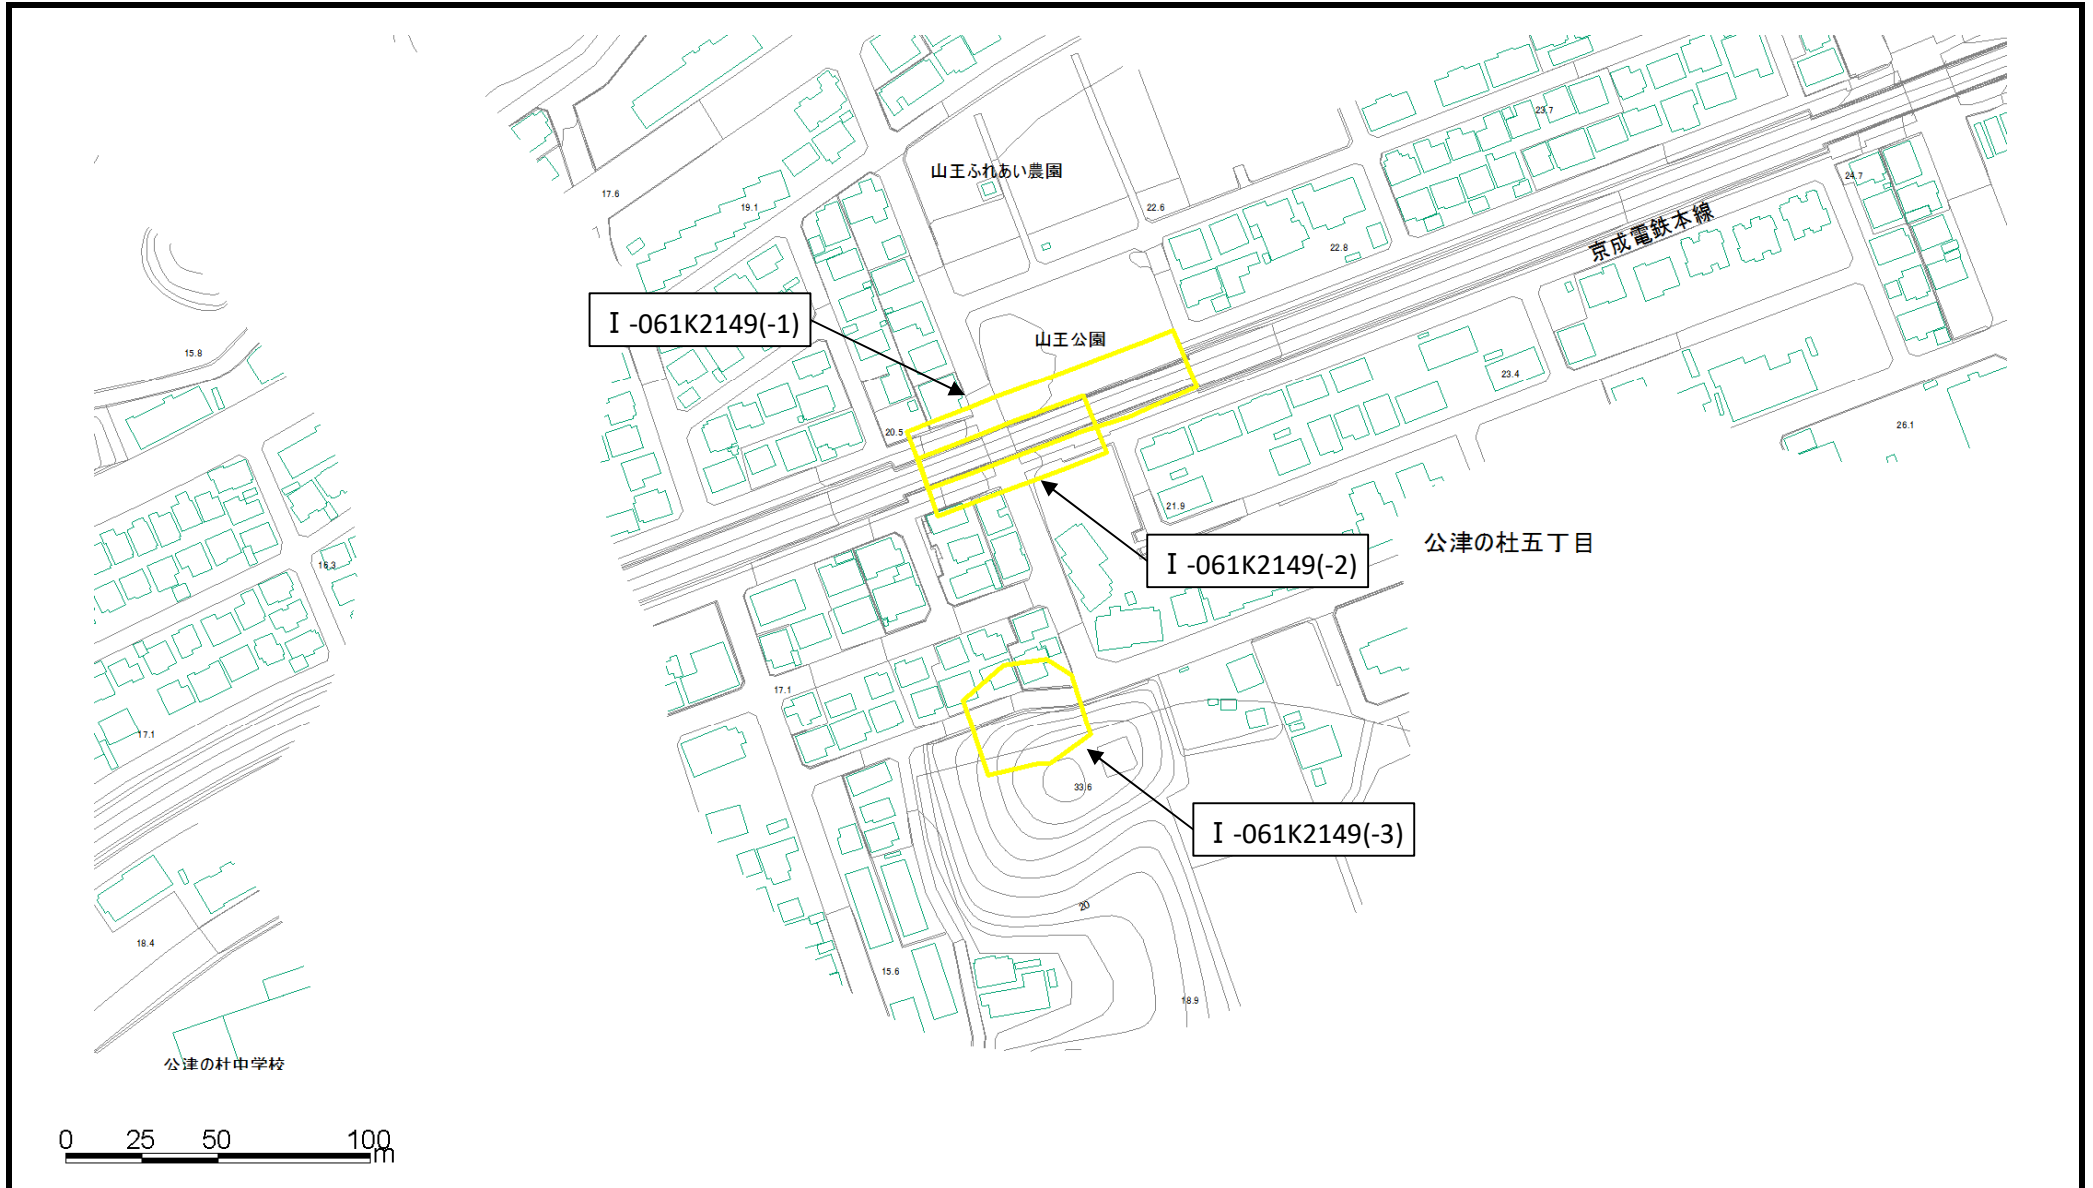 23.7
山王ふれあい農園
24.7
17.6
19.1
22.6
京成電鉄本線
22.8
Ⅰ-061K2149(-1)
山王公園
15.8
23.4
20.5
26.1
21.9
公津の杜五丁目
Ⅰ-061K2149(-2)
16.3
17.1
17.1
33.6
Ⅰ-061K2149(-3)
20
18.4
15.6
18.9
公津の杜中学校
0 25 50 100
m